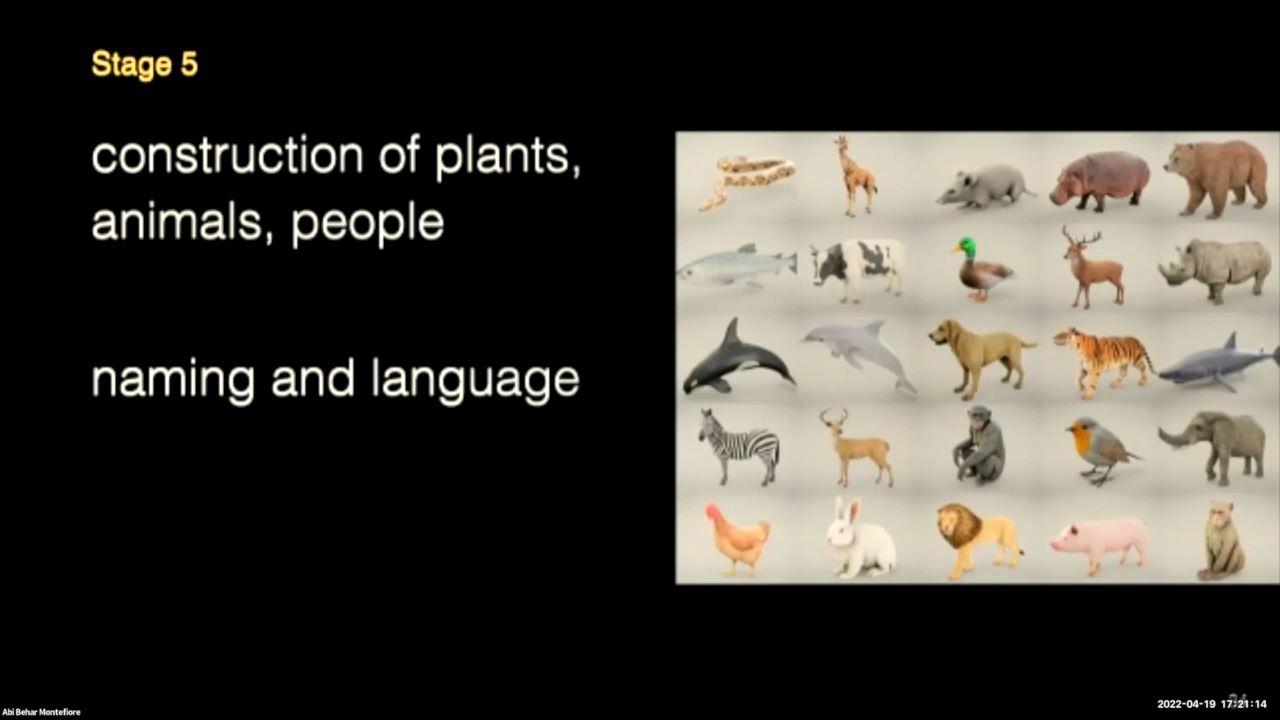 Stage 5
construction of plants,
animals, people
naming and language
Abi Behar Montefiore
2022-04-19 17:21:14